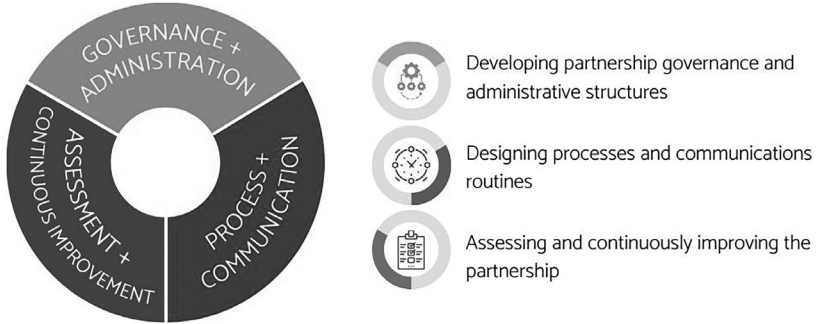 GOVERNANCE +
ADMINISTRATION
PROCESS +
COMMUNICATION
ASSESSMENT +
CONTINUOUS IMPROVEMENT
Developing partnership governance and
administrative structures
Designing processes and communications
routines
Assessing and continuously improving the
partnership